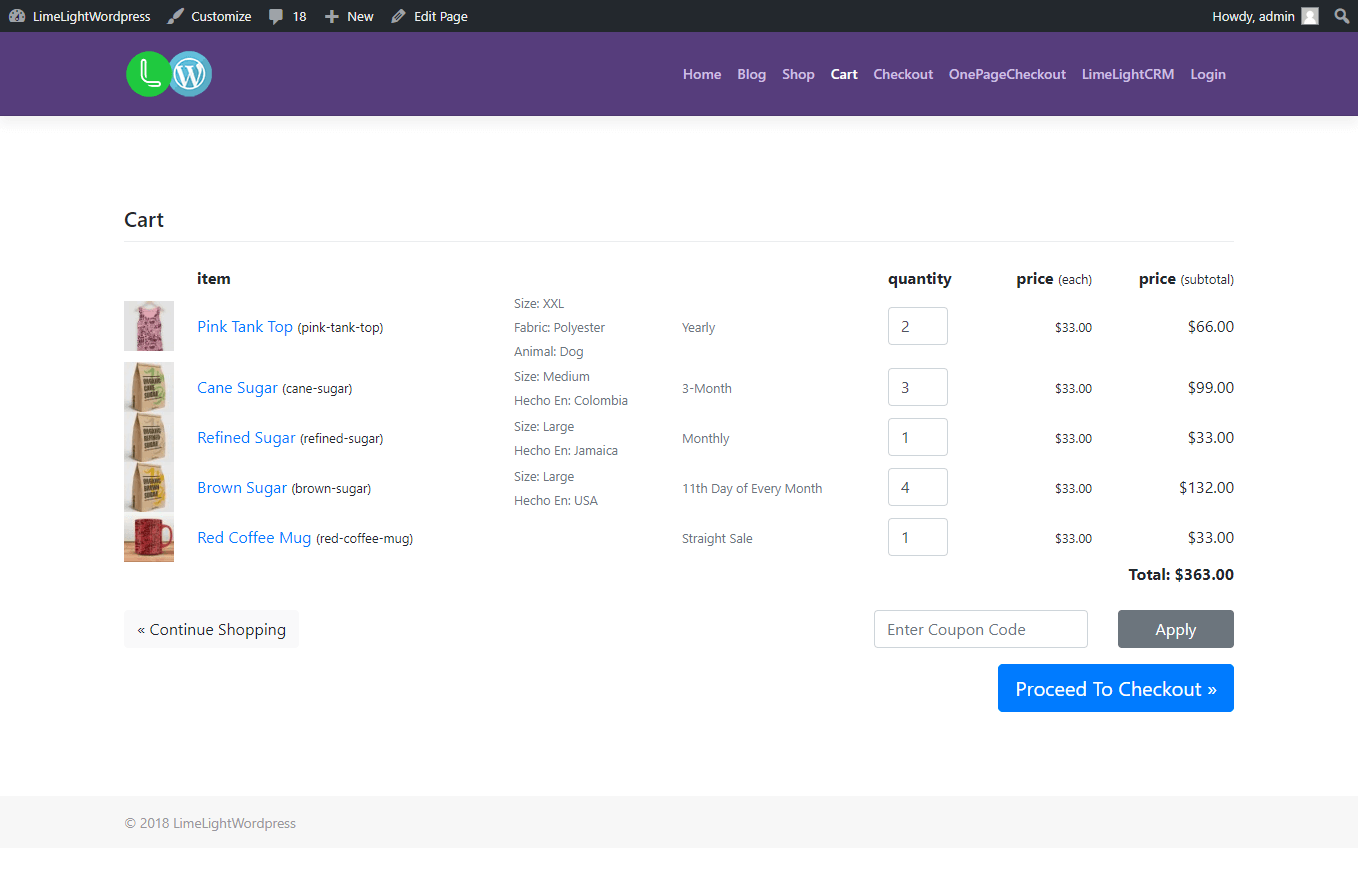 LimeLightWordpress Customize 18 New Edit Page Howdy, admin
Home Blog Shop Cart Checkout OnePageCheckout LimeLightCRM Login
Cart
item quantity price (each) price (subtotal)
Size: XXL
Pink Tank Top (pink-tank-top) Fabric: Polyester Yearly 2 $33.00 $66.00
Animal: Dog
Size: Medium
Cane Sugar (cane-sugar) 3-Month 3 $33.00 $99.00
Hecho En: Colombia
Size: Large
Refined Sugar (refined-sugar) Monthly 1 $33.00 $33.00
Hecho En: Jamaica
Size: Large
Brown Sugar (brown-sugar) 11th Day of Every Month 4 $33.00 $132.00
Hecho En: USA
Red Coffee Mug (red-coffee-mug) Straight Sale 1 $33.00 $33.00
Total: $363.00
« Continue Shopping Enter Coupon Code Apply
Proceed To Checkout »
© 2018 LimeLightWordpress